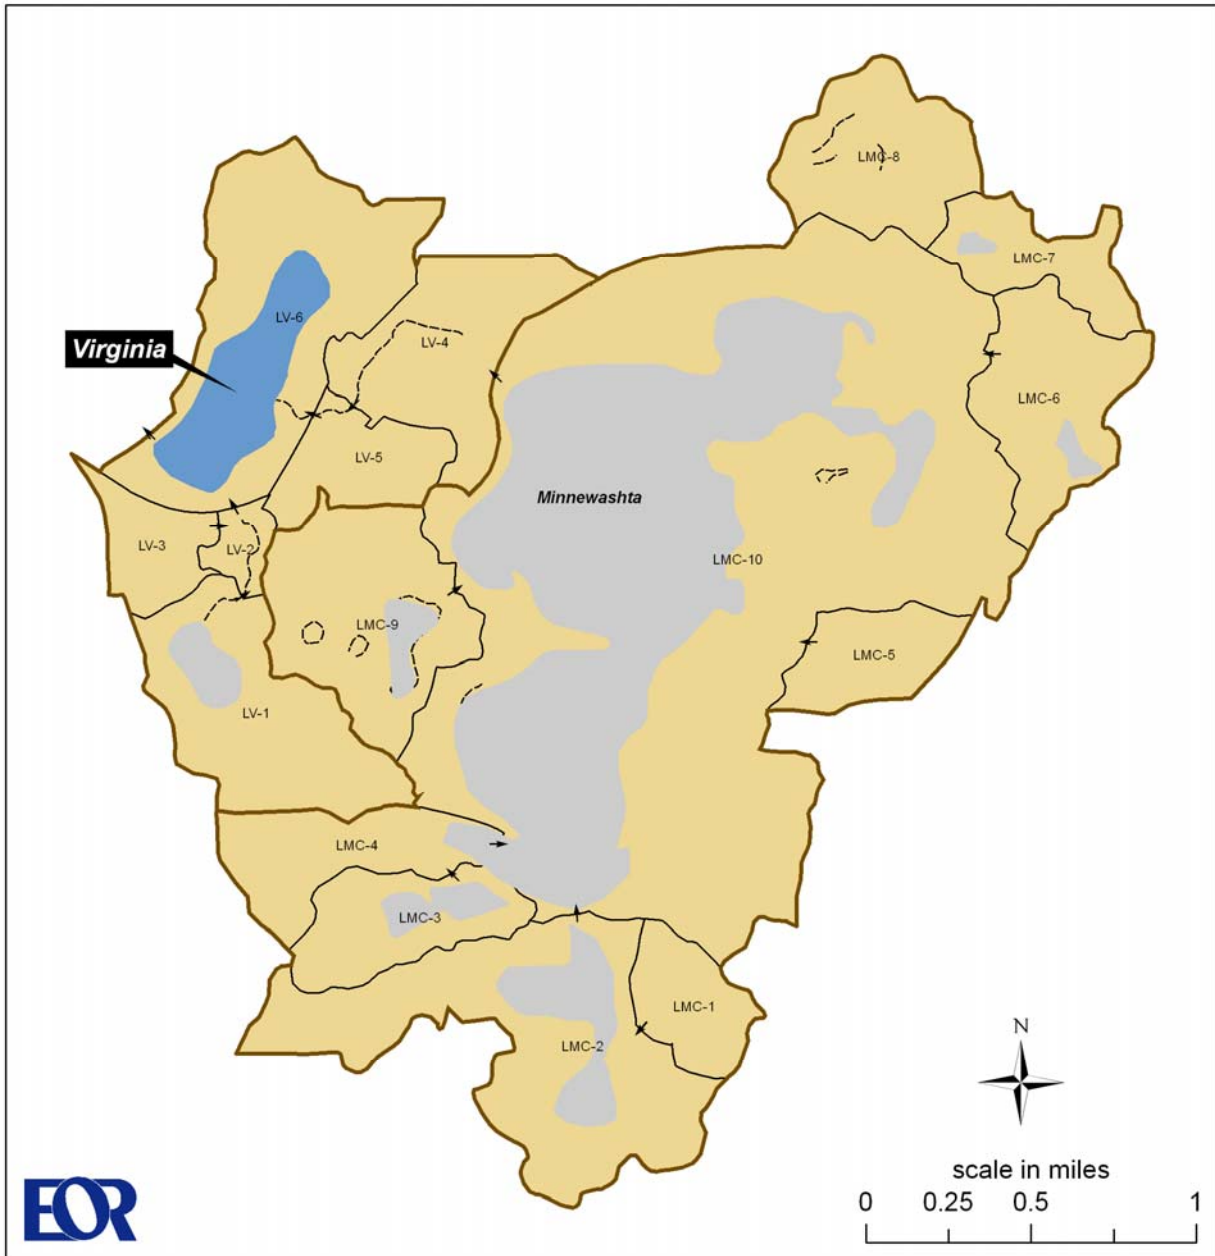 LMC-8
LMC-7
LV-6
Virginia
LV-4
LMC-6
LV-5
Minnewashta
LV-3
LV-2
LMC-10
LMC-9
LMC-5
LV-1
LMC-4
LMC-3
LMC-1
LMC-2
N
scale in miles
0 0.25 0.5 1
EOR